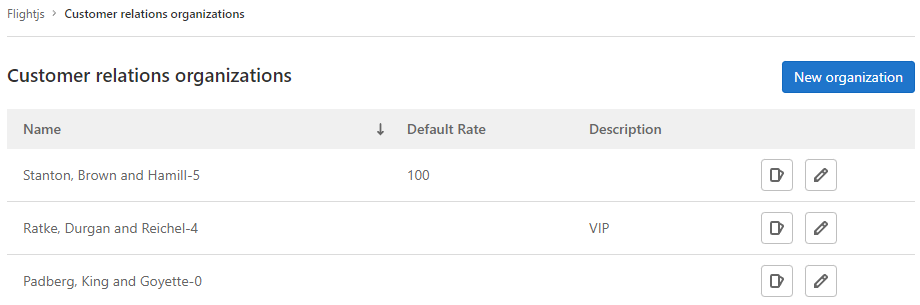 Flightjs › Customer relations organizations
Customer relations organizations New organization
Name ↓ Default Rate Description
Stanton, Brown and Hamill-5 100
Ratke, Durgan and Reichel-4 VIP
Padberg, King and Goyette-0